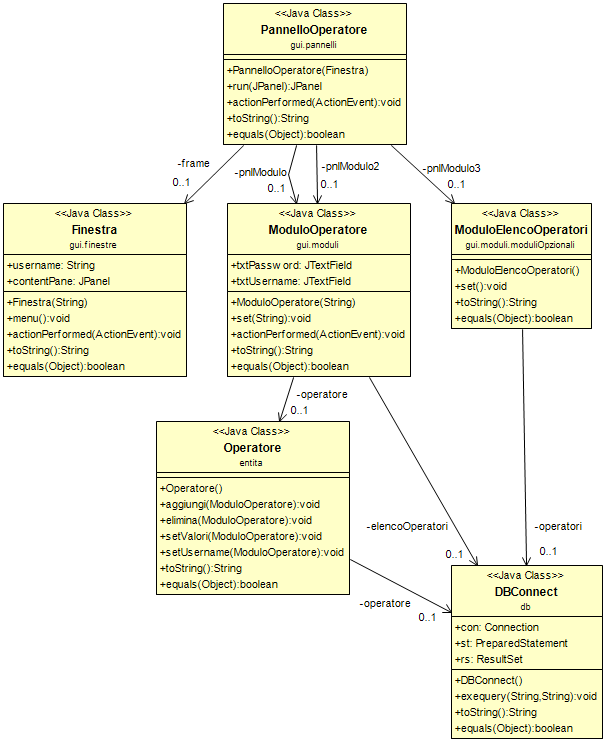 <<Java Class>>
PannelloOperatore
gui.pannelli
+PannelloOperatore(Finestra)
+run(JPanel):JPanel
+actionPerformed(ActionEvent):void
+toString():String
+equals(Object):boolean
-frame
0..1
-pnlModulo
0..1
-pnlModulo2
0..1
-pnlModulo3
0..1
<<Java Class>>
Finestra
gui.finestre
+username: String
+contentPane: JPanel
+Finestra(String)
+menu():void
+actionPerformed(ActionEvent):void
+toString():String
+equals(Object):boolean
<<Java Class>>
ModuloOperatore
gui.moduli
+txtPassword: JTextField
+txtUsername: JTextField
+ModuloOperatore(String)
+set(String):void
+actionPerformed(ActionEvent):void
+toString():String
+equals(Object):boolean
<<Java Class>>
ModuloElencoOperatori
gui.moduli.moduliOpzionali
+ModuloElencoOperatori()
+set():void
+toString():String
+equals(Object):boolean
-operatore
0..1
<<Java Class>>
Operatore
entita
+Operatore()
+aggiungi(ModuloOperatore):void
+elimina(ModuloOperatore):void
+setValori(ModuloOperatore):void
+setUsername(ModuloOperatore):void
+toString():String
+equals(Object):boolean
-elencoOperatori
0..1
-operatori
0..1
-operatore
0..1
<<Java Class>>
DBConnect
db
+con: Connection
+st: PreparedStatement
+rs: ResultSet
+DBConnect()
+exequery(String,String):void
+toString():String
+equals(Object):boolean